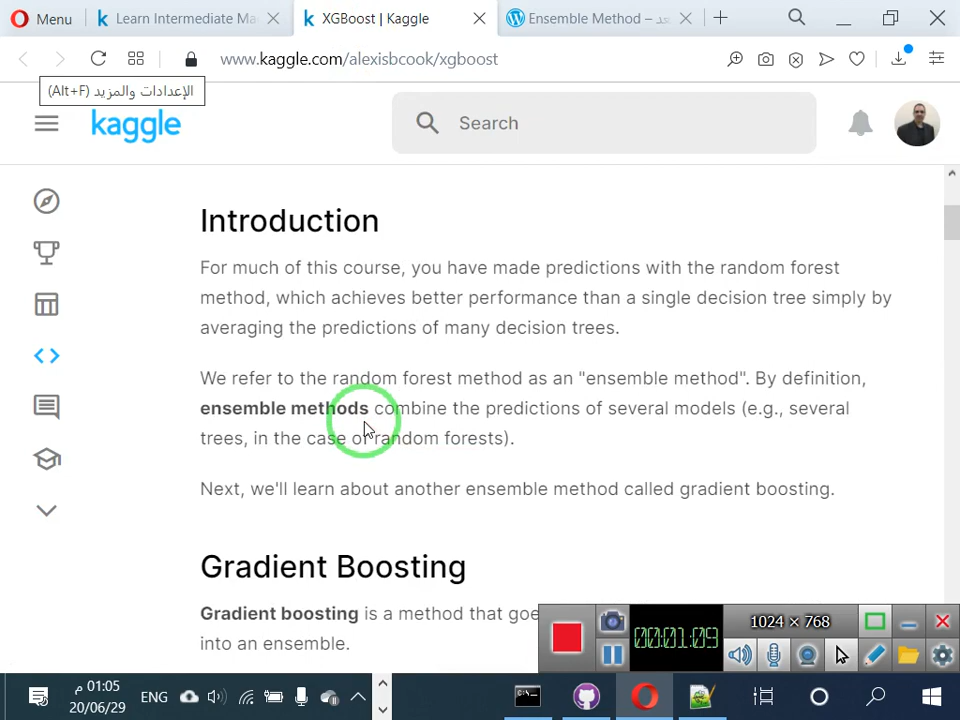 Menu
Learn Intermediate Ma
XGBoost | Kaggle
Ensemble Method –
www.kaggle.com/alexisbcook/xgboost
الإعدادات والمزيد (Alt+F)
kaggle
Search
Introduction
For much of this course, you have made predictions with the random forest
method, which achieves better performance than a single decision tree simply by
averaging the predictions of many decision trees.
We refer to the random forest method as an "ensemble method". By definition,
ensemble methods combine the predictions of several models (e.g., several
trees, in the case of random forests).
Next, we'll learn about another ensemble method called gradient boosting.
Gradient Boosting
Gradient boosting is a method that goe
into an ensemble.
00:01:09
1024 × 768
01:05 م
20/06/29
ENG